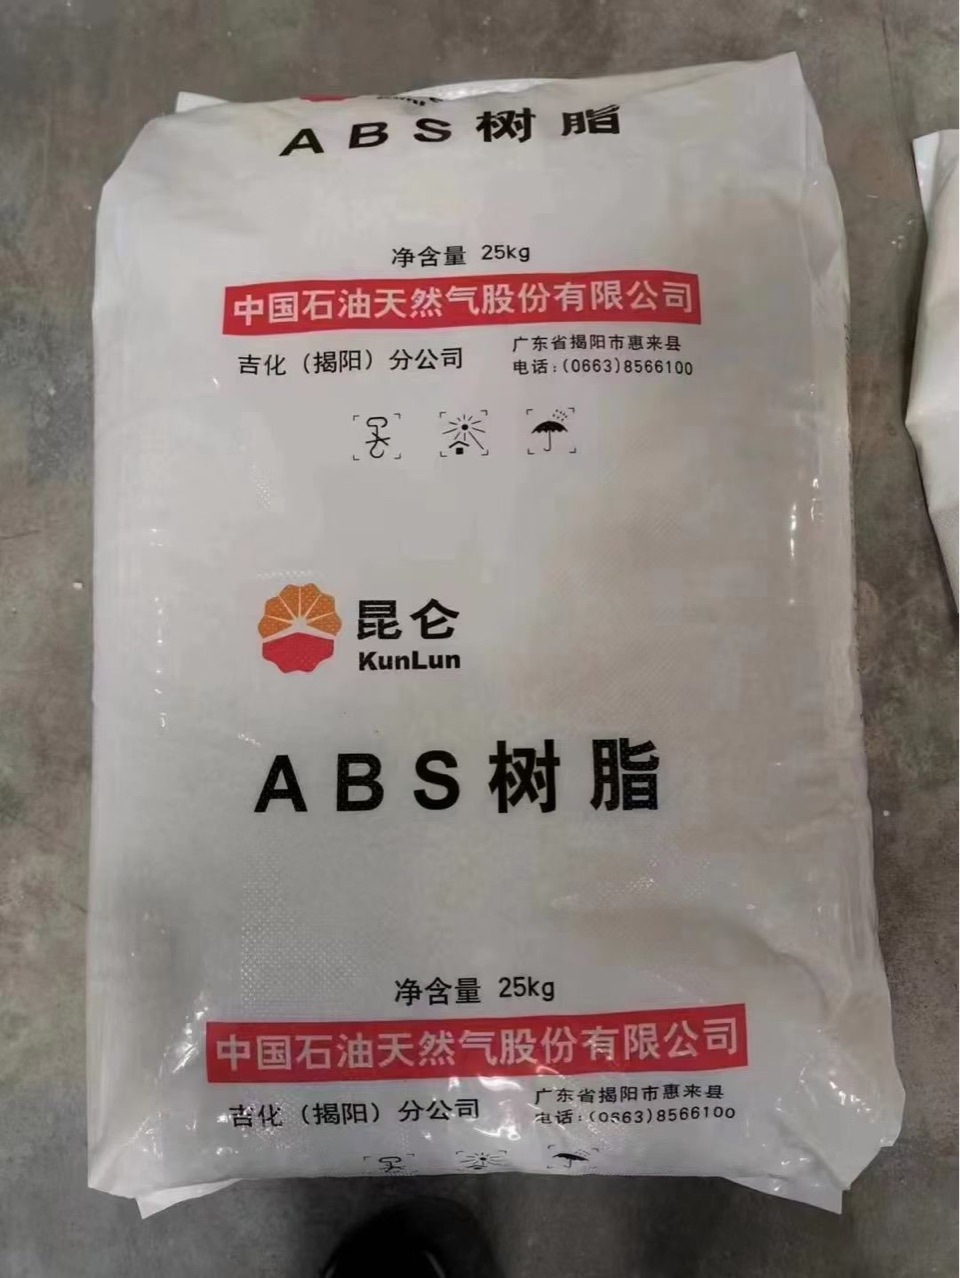 ABS树脂
净含量 25kg
中国石油天然气股份有限公司
吉化（揭阳）分公司
广东省揭阳市惠来县
电话:(0663)8566100
昆仑
KunLun
ABS树脂
净含量 25kg
中国石油天然气股份有限公司
吉化（揭阳）分公司
广东省揭阳市惠来县
电话:(0663)8566100